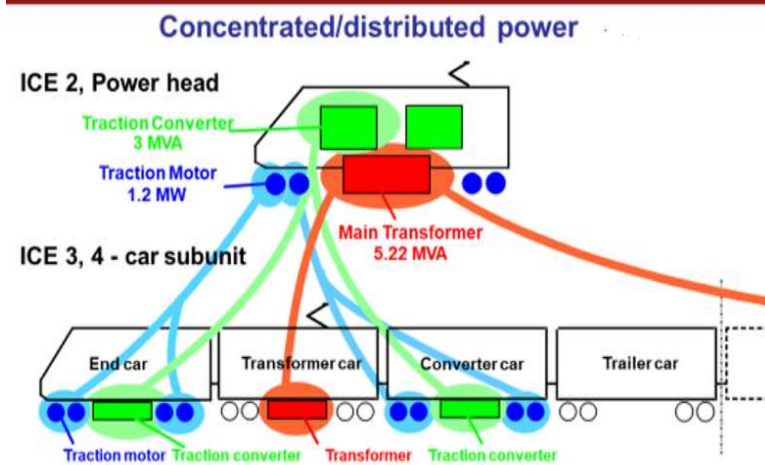 Concentrated/distributed power
ICE 2, Power head
Traction Converter
3 MVA
Traction Motor
1.2 MW
Main Transformer
5.22 MVA
ICE 3, 4 - car subunit
End car
Transformer car
Converter car
Trailer car
Traction motor
Traction converter
Transformer
Traction converter